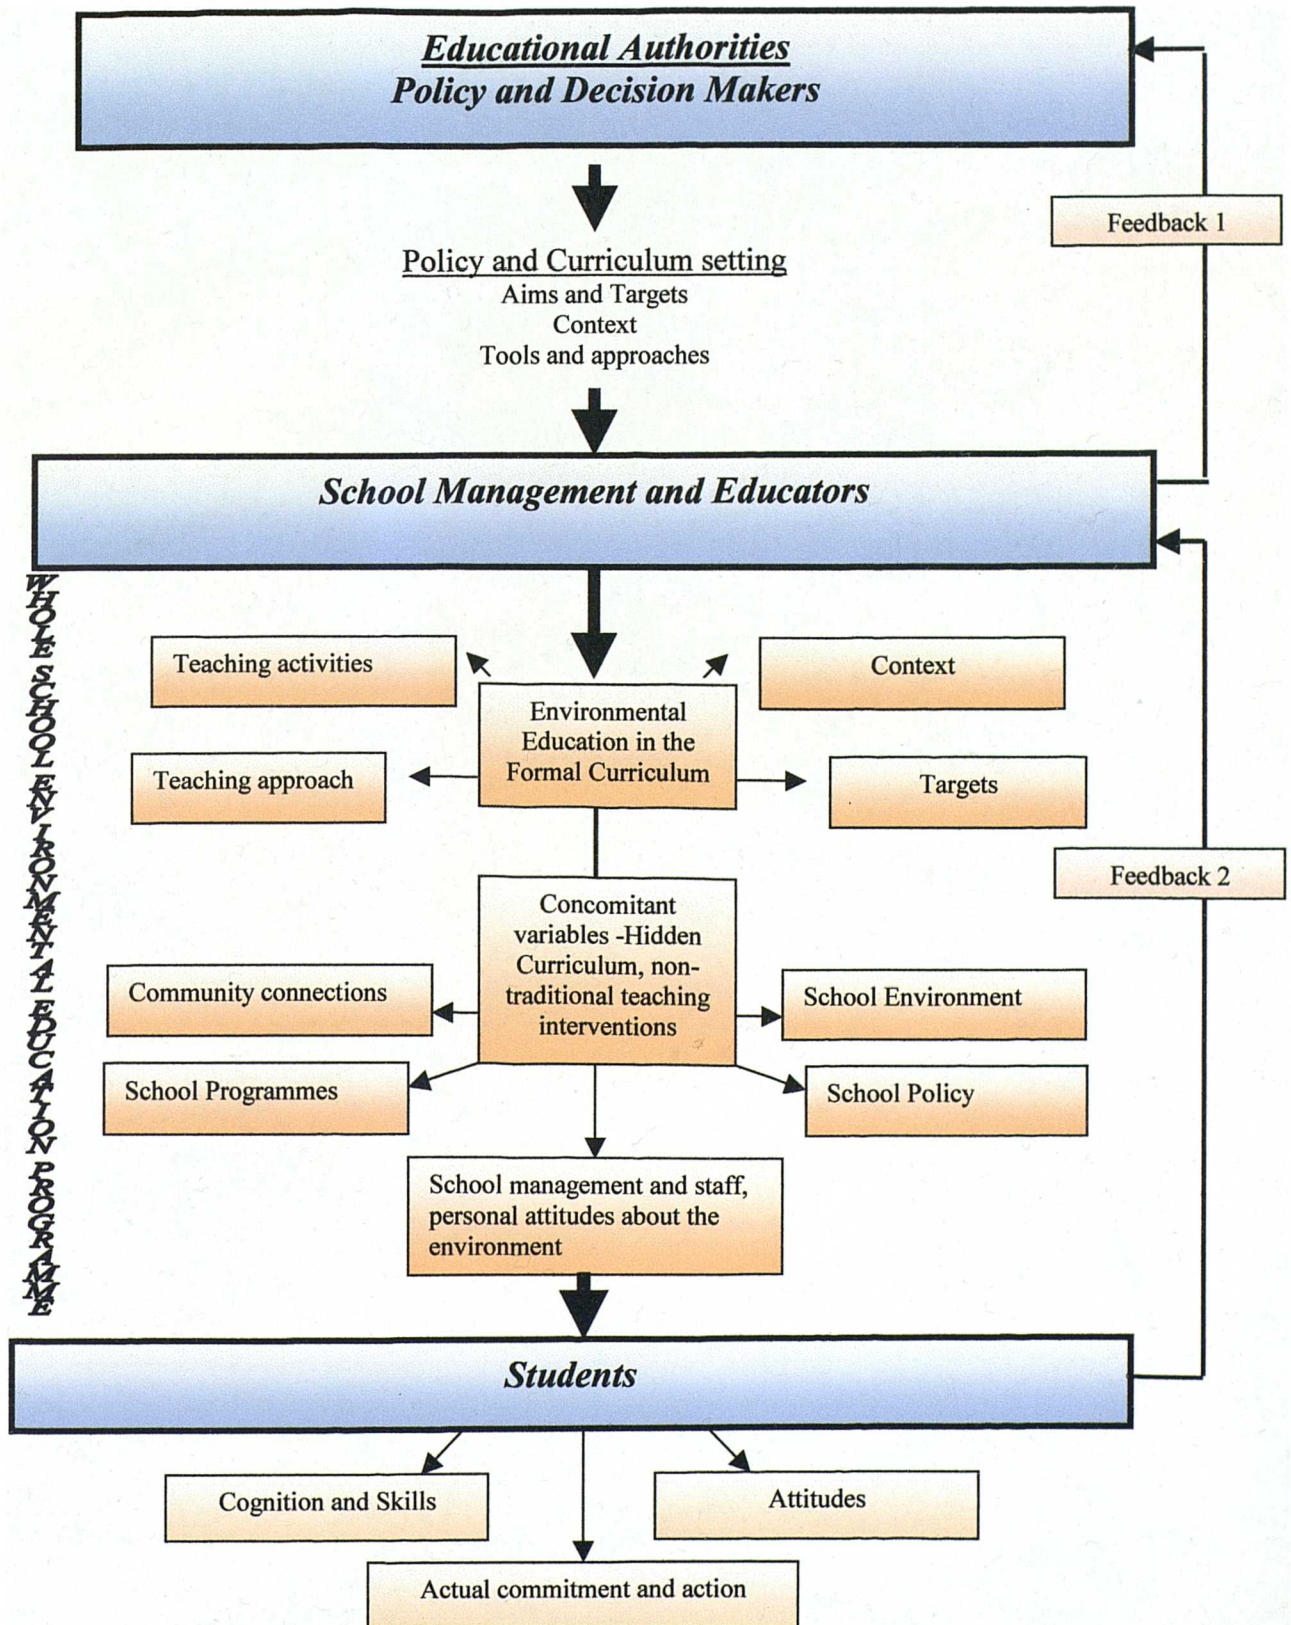 Educational Authorities
Policy and Decision Makers
Feedback 1
Policy and Curriculum setting
Aims and Targets
Context
Tools and approaches
School Management and Educators
WHOLE SCHOOL ENVIRONMENTAL EDUCATION PROGRAMME
Teaching activities
Context
Environmental
Education in the
Formal Curriculum
Teaching approach
Targets
Feedback 2
Concomitant
variables -Hidden
Curriculum, non-
traditional teaching
interventions
Community connections
School Environment
School Programmes
School Policy
School management and staff,
personal attitudes about the
environment
Students
Cognition and Skills
Attitudes
Actual commitment and action